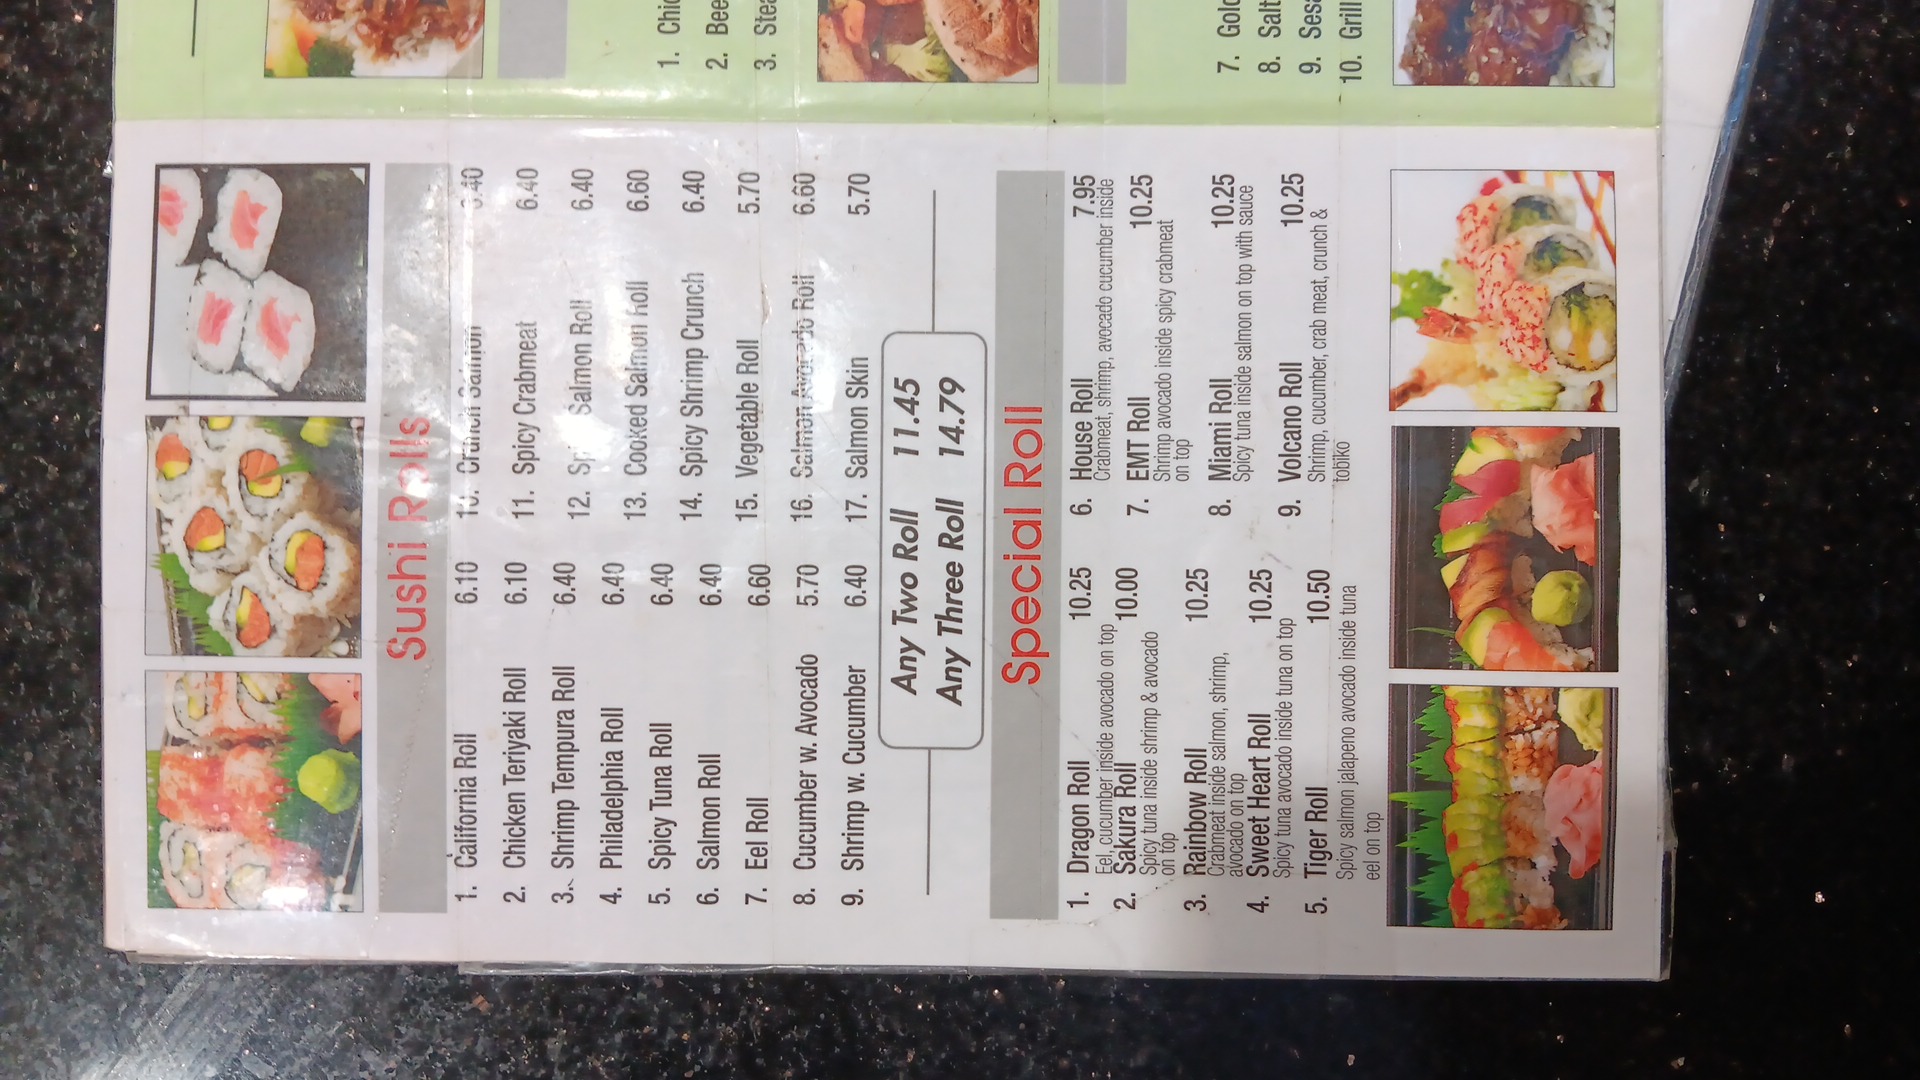 Sushi Rolls
1. California Roll 6.10
2. Chicken Teriyaki Roll 6.10
3. Shrimp Tempura Roll 6.40
4. Philadelphia Roll 6.40
5. Spicy Tuna Roll 6.40
6. Salmon Roll 6.40
7. Eel Roll 6.60
8. Cucumber w. Avocado 5.70
9. Shrimp w. Cucumber 6.40
10. Crunch Salmon
11. Spicy Crabmeat 6.40
12. Spicy Salmon Roll 6.40
13. Cooked Salmon Roll 6.60
14. Spicy Shrimp Crunch 6.40
15. Vegetable Roll 5.70
16. Salmon Avocado Roll 6.60
17. Salmon Skin 5.70
Any Two Roll 11.45
Any Three Roll 14.79
Special Roll
1. Dragon Roll 10.25
Eel, cucumber inside avocado on top
2. Sakura Roll 10.00
Spicy tuna inside shrimp & avocado
on top
3. Rainbow Roll 10.25
Crabmeat inside salmon, shrimp,
avocado on top
4. Sweet Heart Roll 10.25
Spicy tuna avocado inside tuna on top
5. Tiger Roll 10.50
Spicy salmon jalapeno avocado inside tuna
eel on top
6. House Roll 7.95
Crabmeat, shrimp, avocado cucumber inside
7. EMT Roll 10.25
Shrimp avocado inside spicy crabmeat
on top
8. Miami Roll 10.25
Spicy tuna inside salmon on top with sauce
9. Volcano Roll 10.25
Shrimp, cucumber, crab meat, crunch &
tobiko
1.
2.
3.
7.
8. Salt
9.
10. Grill